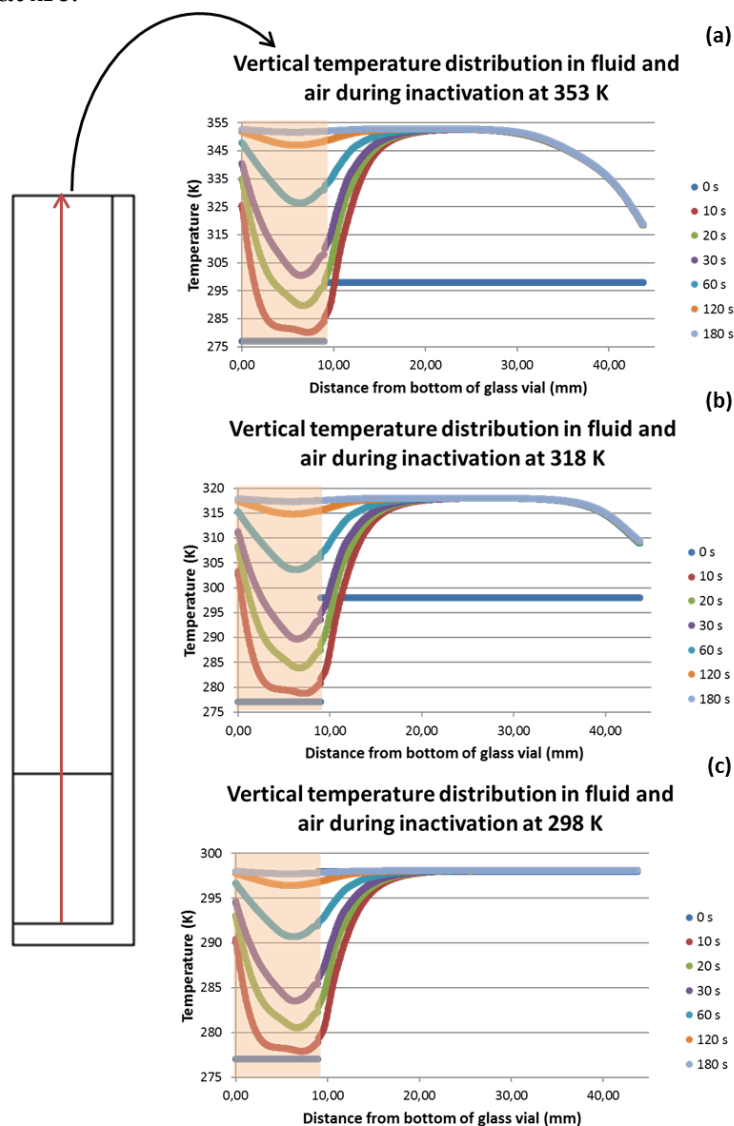 (a)
Vertical temperature distribution in fluid and
air during inactivation at 353 K
Temperature (K)
355
345
335
325
315
305
295
285
275
0,00 10,00 20,00 30,00 40,00
Distance from bottom of glass vial (mm)
0 s
10 s
20 s
30 s
60 s
120 s
180 s
(b)
Vertical temperature distribution in fluid and
air during inactivation at 318 K
Temperature (K)
320
315
310
305
300
295
290
285
280
275
0,00 10,00 20,00 30,00 40,00
Distance from bottom of glass vial (mm)
0 s
10 s
20 s
30 s
60 s
120 s
180 s
(c)
Vertical temperature distribution in fluid and
air during inactivation at 298 K
Temperature (K)
300
295
290
285
280
275
0,00 10,00 20,00 30,00 40,00
Distance from bottom of glass vial (mm)
0 s
10 s
20 s
30 s
60 s
120 s
180 s